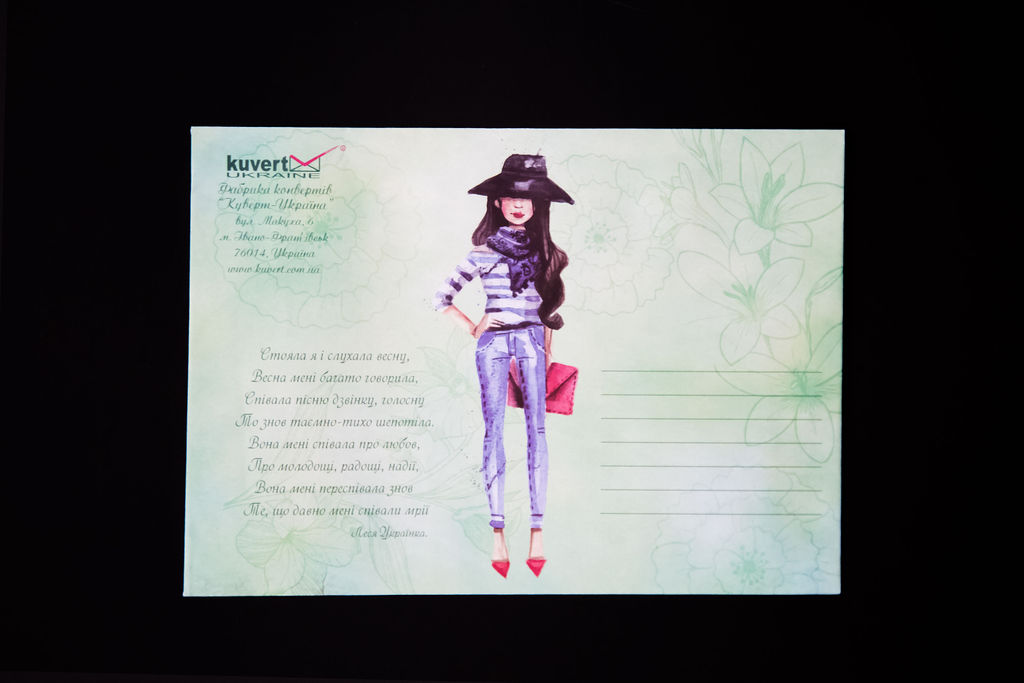 kuvert ®
UKRAINE
Фабрика конвертів
"Куверт-Україна"
вул. Макуха, 6
м. Івано-Франківськ
76014, Україна
www.kuvert.com.ua
Стояла я і слухала весну,
Весна мені багато говорила,
Співала пісню дзвінку, голосну
То знов таємно-тихо шепотіла.
Вона мені співала про любов,
Про молодощі, радощі, надії,
Вона мені переспівала знов
Те, що давно мені співали мрії
Леся Українка.